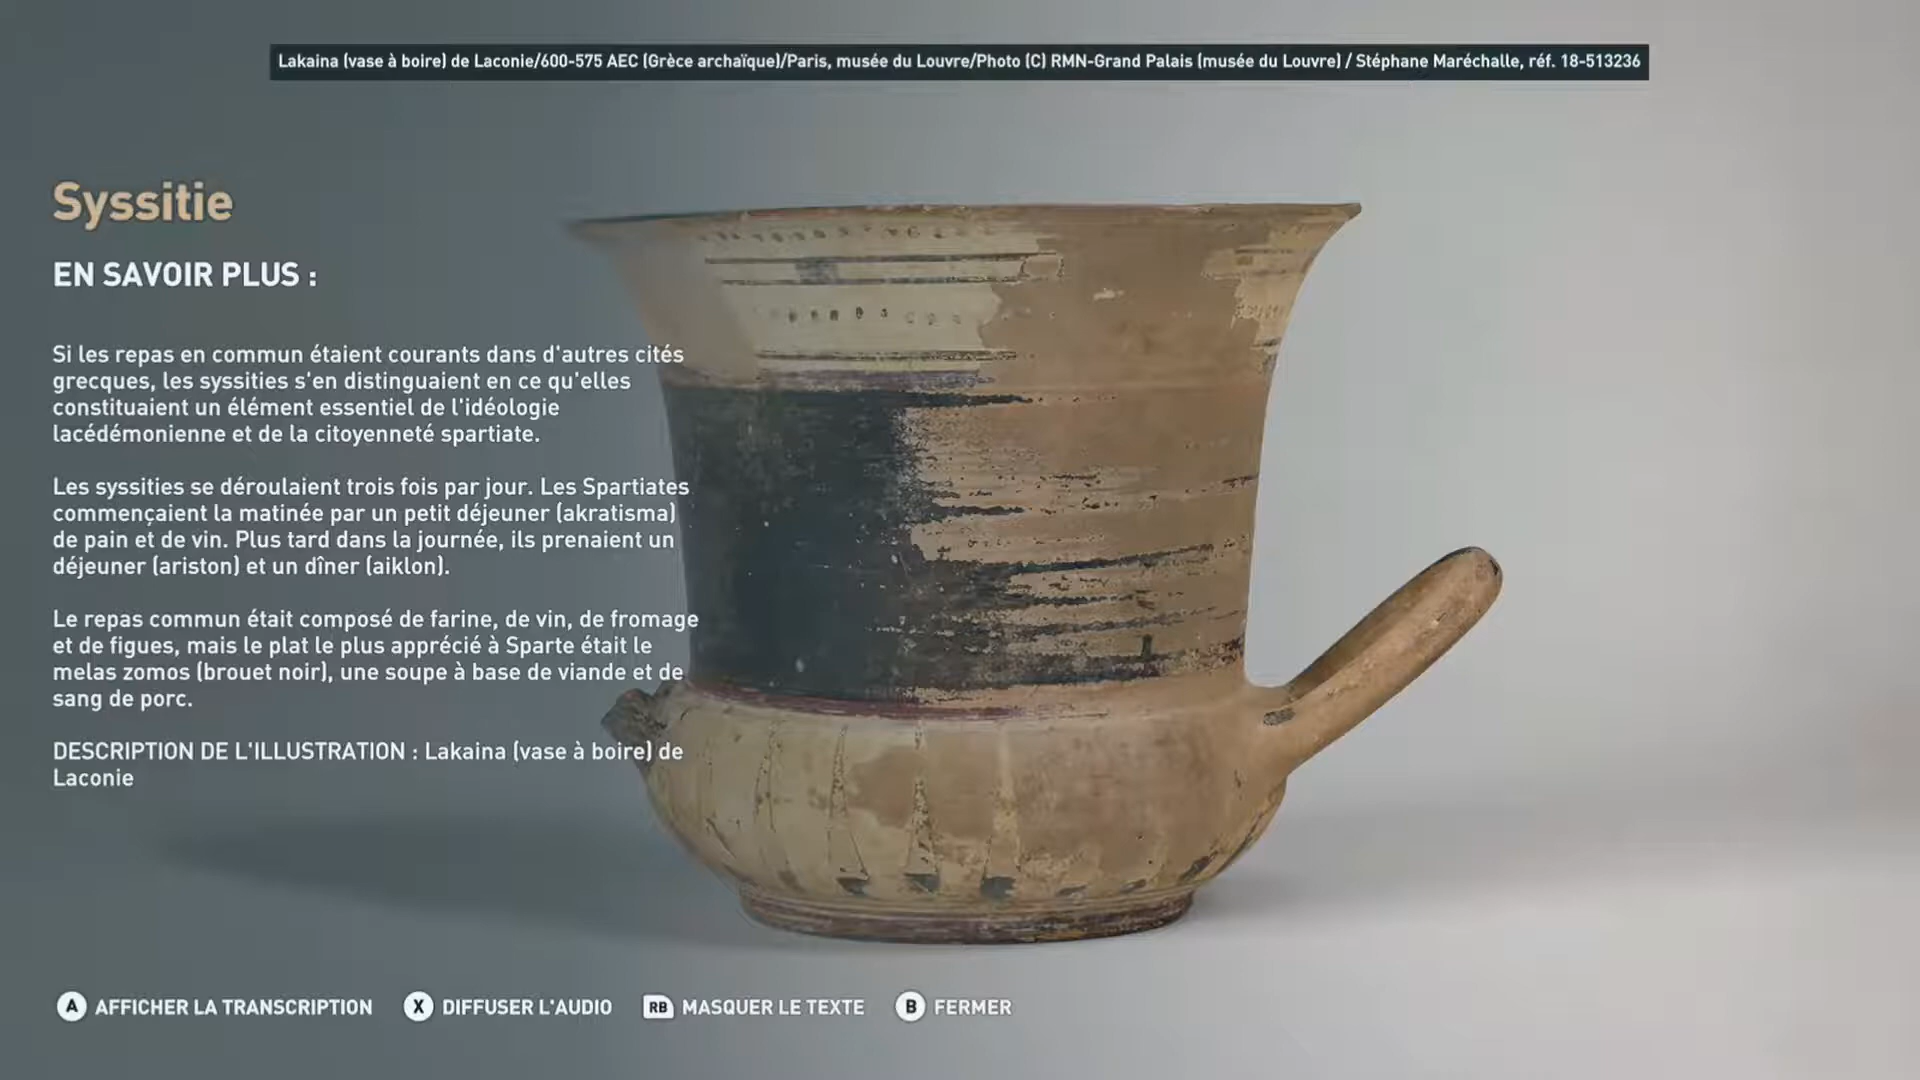 Lakaina (vase à boire) de Laconie/600-575 AEC (Grèce archaïque)/Paris, musée du Louvre/Photo (C) RMN-Grand Palais (musée du Louvre) / Stéphane Maréchalle, réf. 18-513236
Syssitie
EN SAVOIR PLUS :
Si les repas en commun étaient courants dans d'autres cités
grecques, les syssities s'en distinguaient en ce qu'elles
constituaient un élément essentiel de l'idéologie
lacédémonienne et de la citoyenneté spartiate.
Les syssities se déroulaient trois fois par jour. Les Spartiates
commençaient la matinée par un petit déjeuner (akratisma)
de pain et de vin. Plus tard dans la journée, ils prenaient un
déjeuner (ariston) et un dîner (aiklon).
Le repas commun était composé de farine, de vin, de fromage
et de figues, mais le plat le plus apprécié à Sparte était le
melas zomos (brouet noir), une soupe à base de viande et de
sang de porc.
DESCRIPTION DE L'ILLUSTRATION : Lakaina (vase à boire) de
Laconie
A AFFICHER LA TRANSCRIPTION X DIFFUSER L'AUDIO RB MASQUER LE TEXTE B FERMER